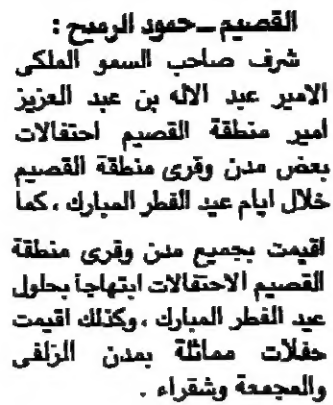 القصيم ــ حمود الرميح :
شرف صاحب السمو الملكى
الامير عبد الاله بن عبد العزيز
امير منطقة القصيم احتفالات
بعض مدن وقرى منطقة القصيم
خلال ايام عيد الفطر المبارك ، كما
اقيمت بجميع مدن وقرى منطقة
القصيم الاحتفالات ابتهاجا بحلول
عيد الفطر المبارك ، وكذلك اقيمت
حفلات مماثلة بمدن الزلفى
والمجمعة وشقراء .